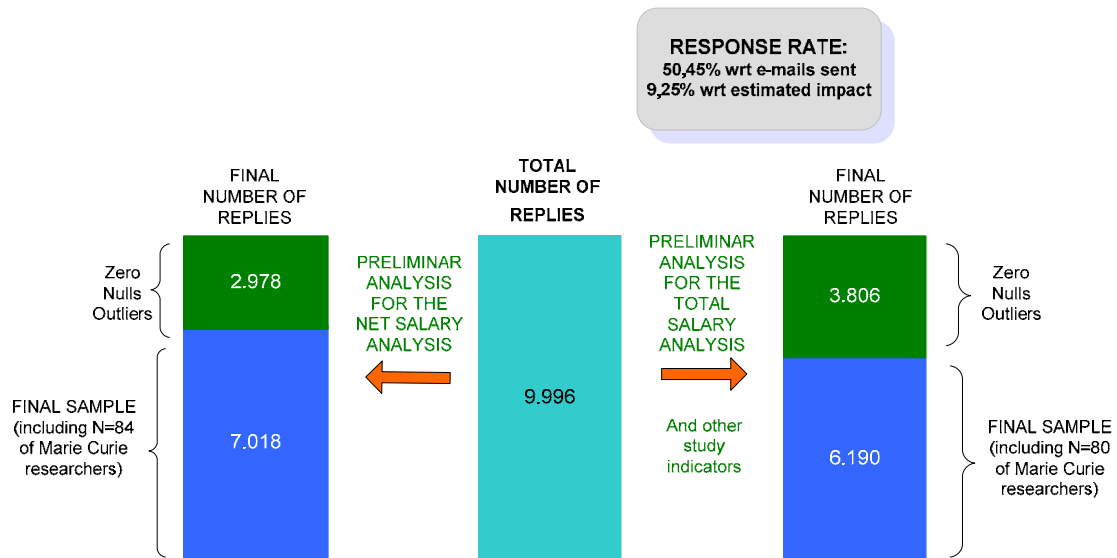 RESPONSE RATE:
50,45% wrt e-mails sent
9,25% wrt estimated impact
FINAL
NUMBER OF
REPLIES
TOTAL
NUMBER OF
REPLIES
FINAL
NUMBER OF
REPLIES
Zero
Nulls
Outliers
2.978
PRELIMINAR
ANALYSIS
FOR THE
NET SALARY
ANALYSIS
PRELIMINAR
ANALYSIS
FOR THE
TOTAL
SALARY
ANALYSIS
3.806
Zero
Nulls
Outliers
FINAL SAMPLE
(including N=84
of Marie Curie
researchers)
7.018
9.996
And other
study
indicators
6.190
FINAL SAMPLE
(including N=80
of Marie Curie
researchers)